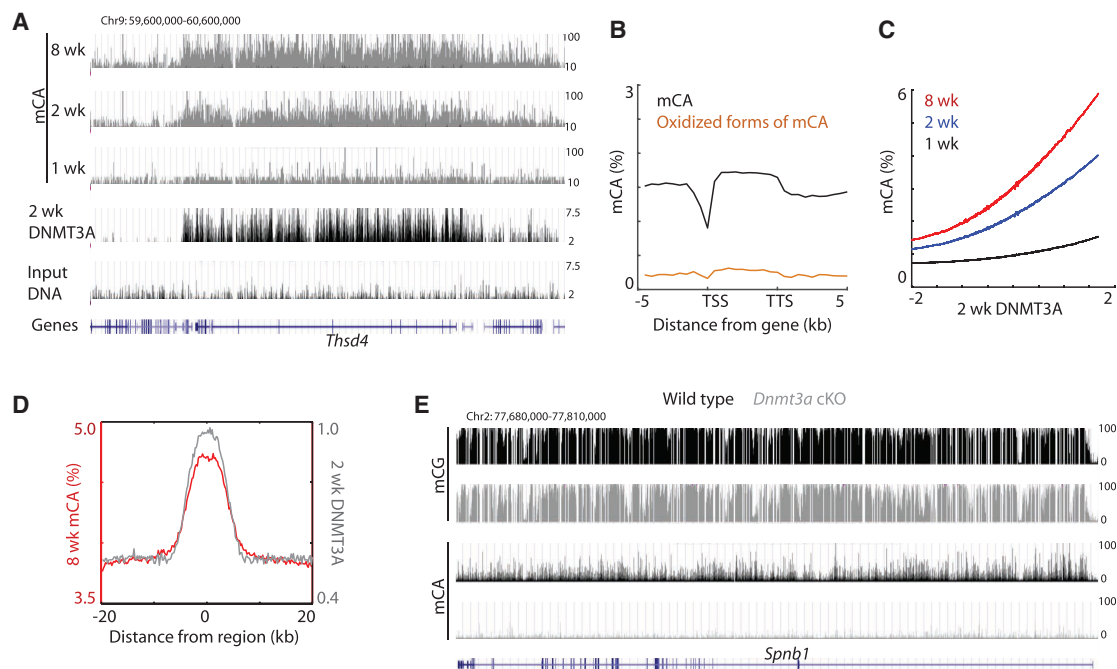 A
Chr9: 59,600,000-60,600,000
mCA
8 wk
100
10
2 wk
100
10
1 wk
100
10
2 wk
DNMT3A
7.5
2
Input
DNA
7.5
2
Genes
Thsd4
B
3
mCA
Oxidized forms of mCA
mCA (%)
0
-5 TSS TTS 5
Distance from gene (kb)
C
6
8 wk
2 wk
1 wk
mCA (%)
0
-2 2
2 wk DNMT3A
D
5.0
1.0
8 wk mCA (%)
2 wk DNMT3A
3.5
0.4
-20 0 20
Distance from region (kb)
E
Wild type Dnmt3a cKO
Chr2: 77,680,000-77,810,000
mCG
100
0
100
0
mCA
100
0
100
0
Spnb1